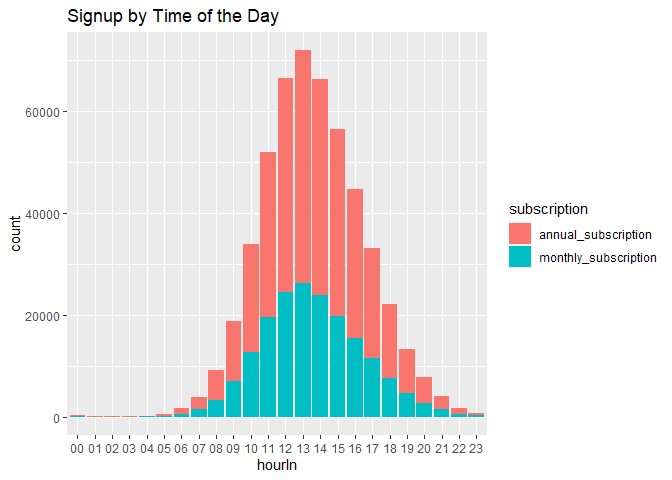 Signup by Time of the Day
count
60000
40000
20000
0
00 01 02 03 04 05 06 07 08 09 10 11 12 13 14 15 16 17 18 19 20 21 22 23
hourIn
subscription
annual_subscription
monthly_subscription